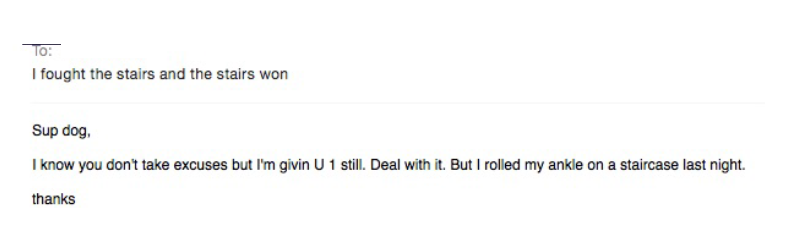 To:
I fought the stairs and the stairs won
Sup dog,
I know you don't take excuses but I'm givin U 1 still. Deal with it. But I rolled my ankle on a staircase last night.
thanks